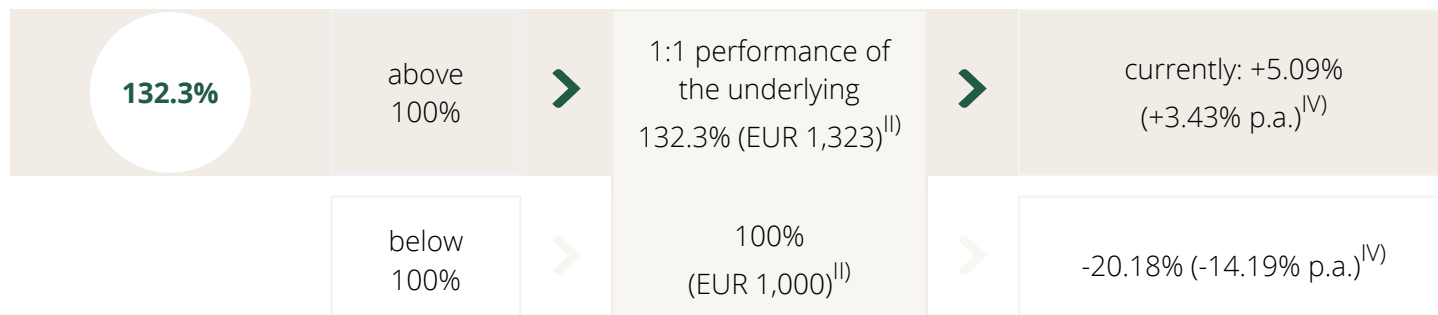 132.3%
above
100%
1:1 performance of
the underlying
132.3% (EUR 1,323)II)
currently: +5.09%
(+3.43% p.a.)IV)
below
100%
100%
(EUR 1,000)II)
-20.18% (-14.19% p.a.)IV)